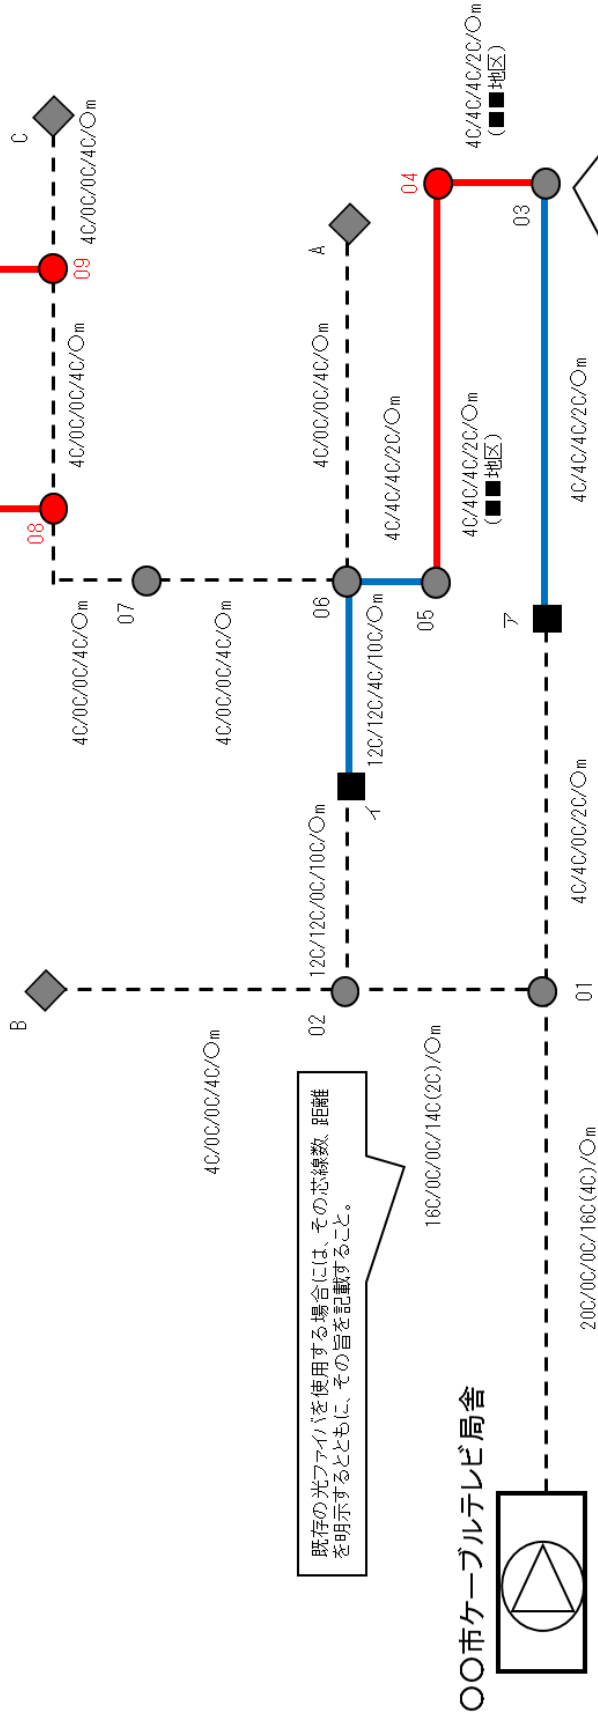 C
4C/0C/0C/4C/〇m
09
4C/0C/0C/4C/〇m
08
4C/0C/0C/4C/〇m
07
4C/0C/0C/4C/〇m
B
4C/0C/0C/4C/〇m
A
4C/0C/0C/4C/〇m
06
12C/12C/4C/10C/〇m
イ
12C/12C/0C/10C/〇m
02
4C/4C/4C/2C/〇m
(■■地区)
04
4C/4C/4C/2C/〇m
4C/4C/4C/2C/〇m
(■■地区)
05
03
4C/4C/4C/2C/〇m
ア
4C/4C/0C/2C/〇m
01
16C/0C/0C/14C(2C)/〇m
既存の光ファイバを使用する場合には、その芯線数、距離
を明示するとともに、その旨を記載すること。
20C/0C/0C/16C(4C)/〇m
〇〇市ケーブルテレビ局舎